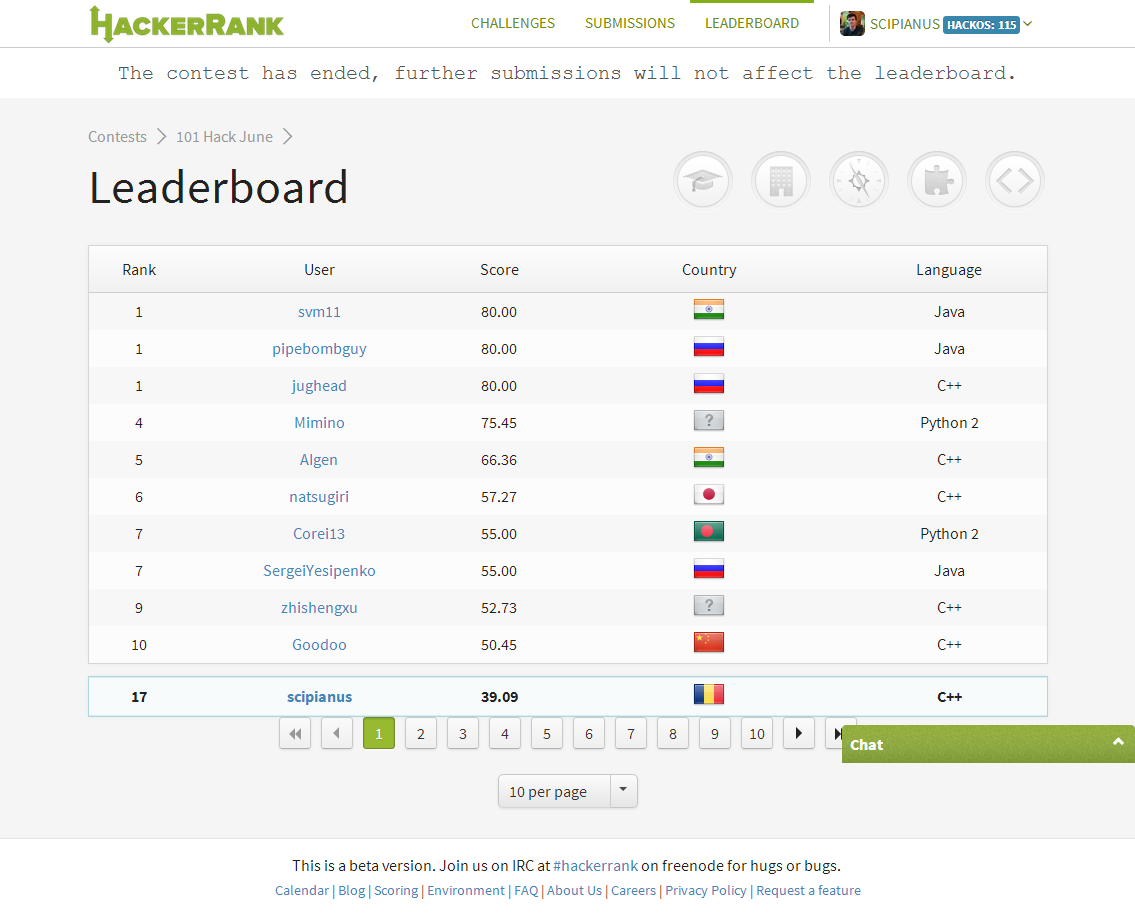 HACKERRANK CHALLENGES SUBMISSIONS LEADERBOARD SCIPIANUS HACKOS: 115
The contest has ended, further submissions will not affect the leaderboard.
Contests 101 Hack June
Leaderboard
Rank User Score Country Language
1 svm11 80.00 Java
1 pipebombguy 80.00 Java
1 jughead 80.00 C++
4 Mimino 75.45 ? Python 2
5 Algen 66.36 C++
6 natsugiri 57.27 C++
7 Corei13 55.00 Python 2
7 SergeiYesipenko 55.00 Java
9 zhishengxu 52.73 ? C++
10 Goodoo 50.45 C++
17 scipianus 39.09 C++
1 2 3 4 5 6 7 8 9 10
Chat
10 per page
This is a beta version. Join us on IRC at #hackerrank on freenode for hugs or bugs.
Calendar | Blog | Scoring | Environment | FAQ | About Us | Careers | Privacy Policy | Request a feature